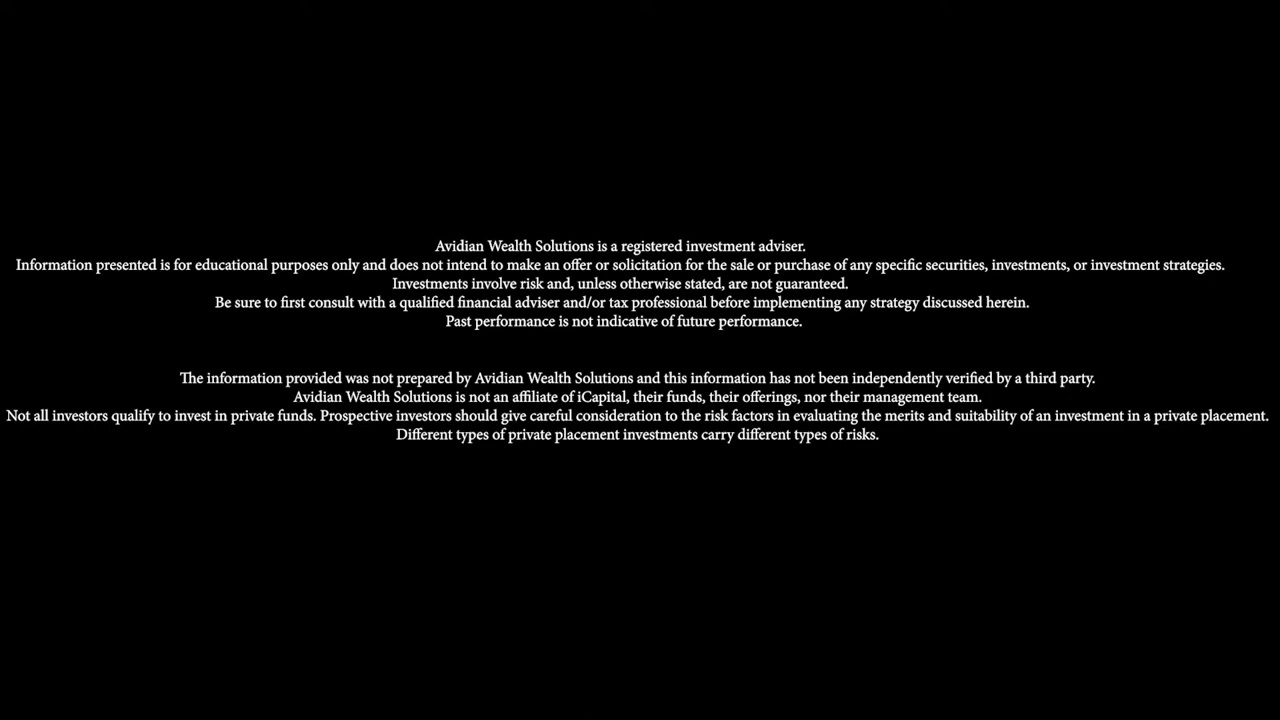 Avidian Wealth Solutions is a registered investment adviser.
Information presented is for educational purposes only and does not intend to make an offer or solicitation for the sale or purchase of any specific securities, investments, or investment strategies.
Investments involve risk and, unless otherwise stated, are not guaranteed.
Be sure to first consult with a qualified financial adviser and/or tax professional before implementing any strategy discussed herein.
Past performance is not indicative of future performance.
The information provided was not prepared by Avidian Wealth Solutions and this information has not been independently verified by a third party.
Avidian Wealth Solutions is not an affiliate of iCapital, their funds, their offerings, nor their management team.
Not all investors qualify to invest in private funds. Prospective investors should give careful consideration to the risk factors in evaluating the merits and suitability of an investment in a private placement.
Different types of private placement investments carry different types of risks.